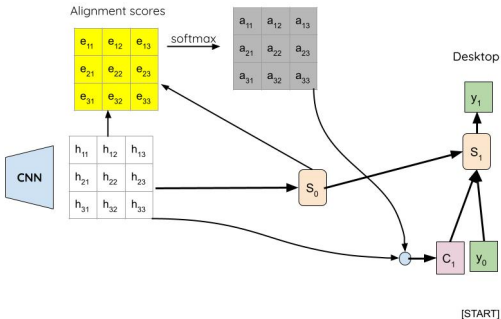 Alignment scores
e11 e12 e13
e21 e22 e23
e31 e32 e33
softmax
a11 a12 a13
a21 a22 a23
a31 a32 a33
Desktop
y1
S1
CNN
h11 h12 h13
h21 h22 h23
h31 h32 h33
S0
C1
y0
[START]